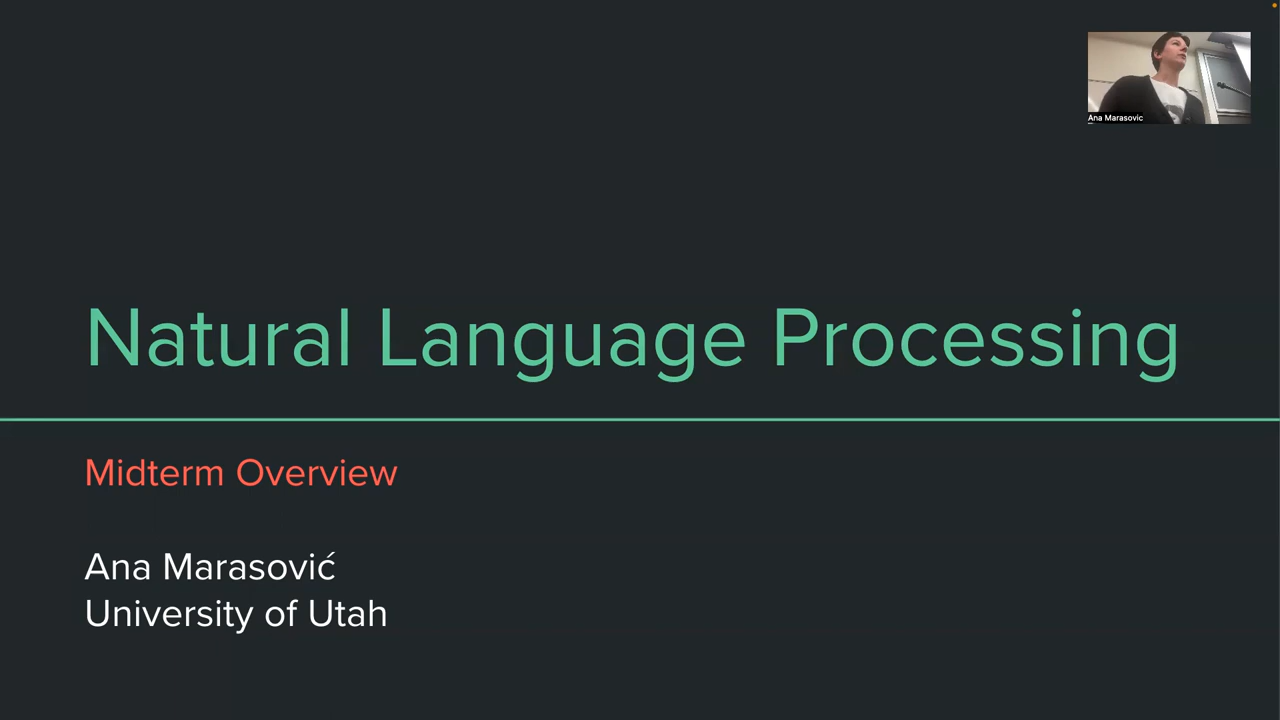 Ana Marasovic
Natural Language Processing
Midterm Overview
Ana Marasović
University of Utah